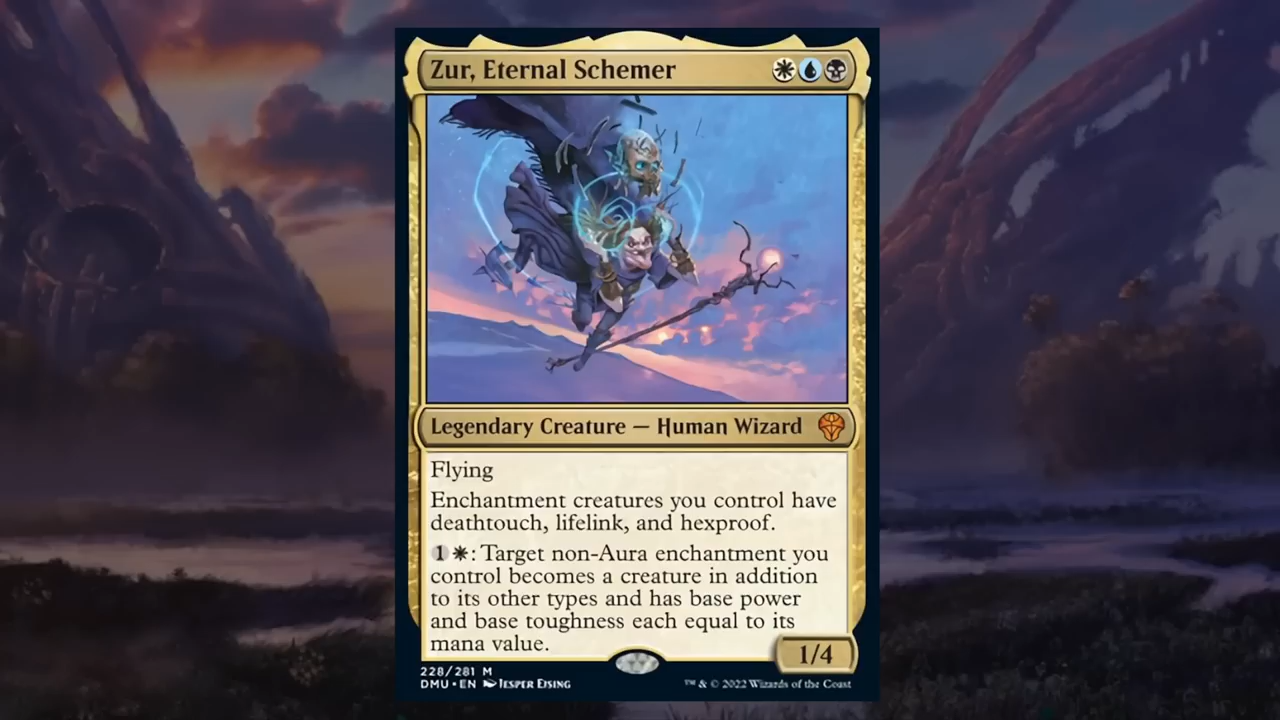 Zur, Eternal Schemer
Legendary Creature — Human Wizard
Flying
Enchantment creatures you control have
deathtouch, lifelink, and hexproof.
1 : Target non-Aura enchantment you
control becomes a creature in addition
to its other types and has base power
and base toughness each equal to its
mana value.
1/4
228/281 M
DMU • EN Jesper Eising
™ & © 2022 Wizards of the Coast